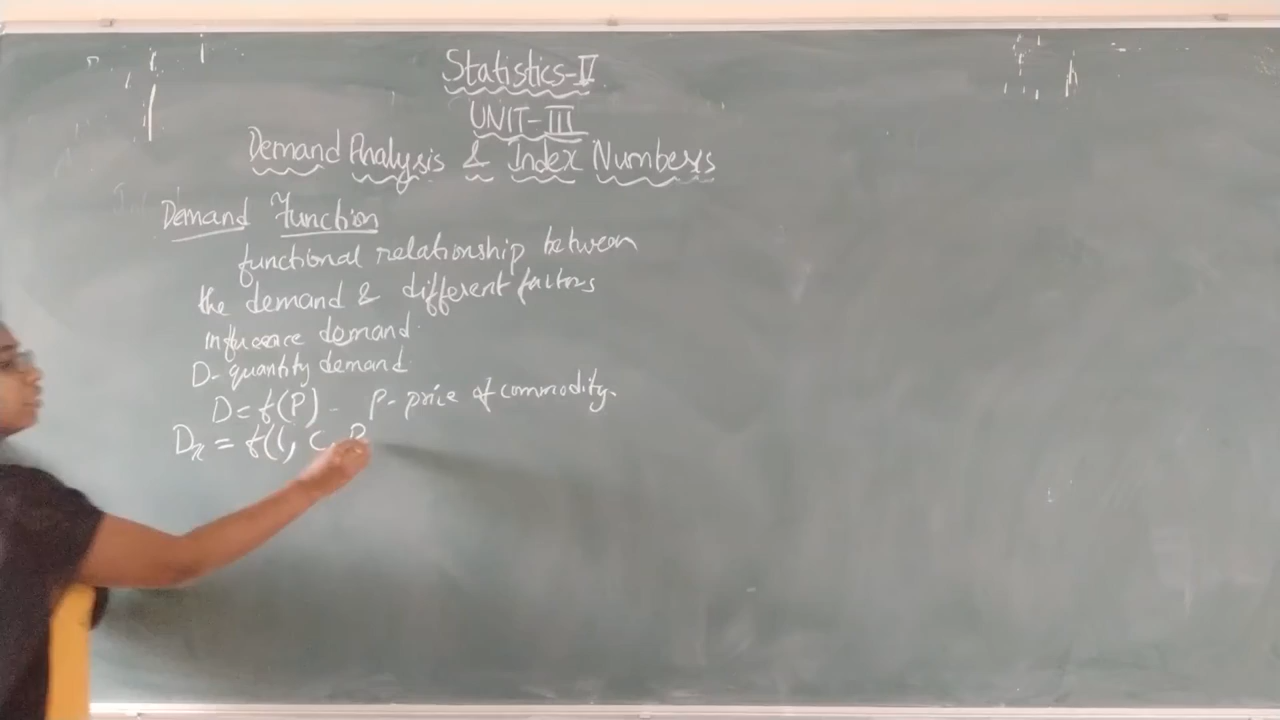 Statistics-V
UNIT-III
Demand Analysis & Index Numbers
Demand Function
functional relationship between
the demand & different factors
influence demand.
D- quantity demand.
D = f(P) - P- price of commodity.
Dx = f(l, C, P